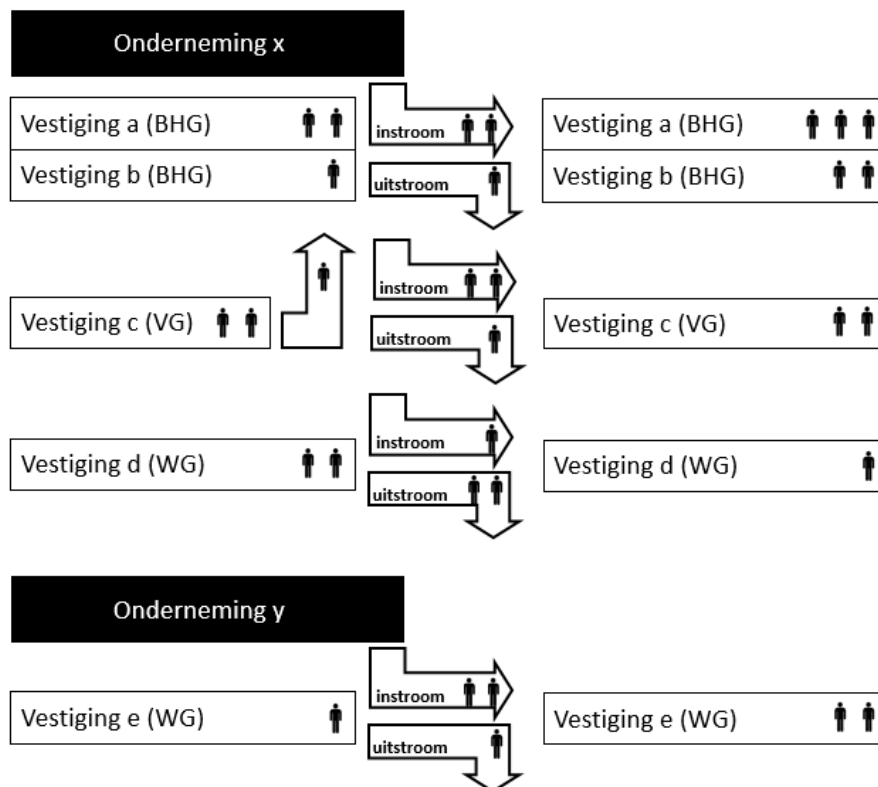 Onderneming x
Vestiging a (BHG)
instroom
Vestiging a (BHG)
Vestiging b (BHG)
uitstroom
Vestiging b (BHG)
instroom
Vestiging c (VG)
uitstroom
Vestiging c (VG)
instroom
Vestiging d (WG)
uitstroom
Vestiging d (WG)
Onderneming y
instroom
Vestiging e (WG)
uitstroom
Vestiging e (WG)